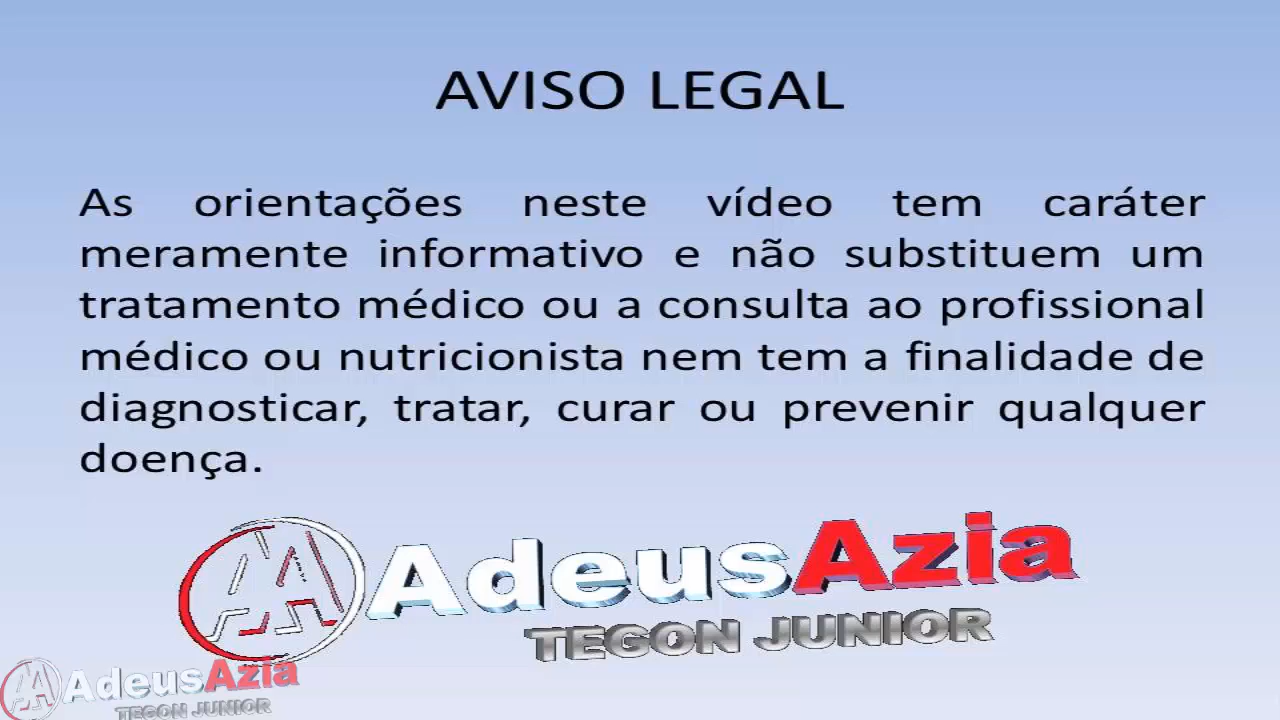 AVISO LEGAL
As orientações neste vídeo tem caráter
meramente informativo e não substituem um
tratamento médico ou a consulta ao profissional
médico ou nutricionista nem tem a finalidade de
diagnosticar, tratar, curar ou prevenir qualquer
doença.
AdeusAzia
TEGON JUNIOR
AdeusAzia
TEGON JUNIOR